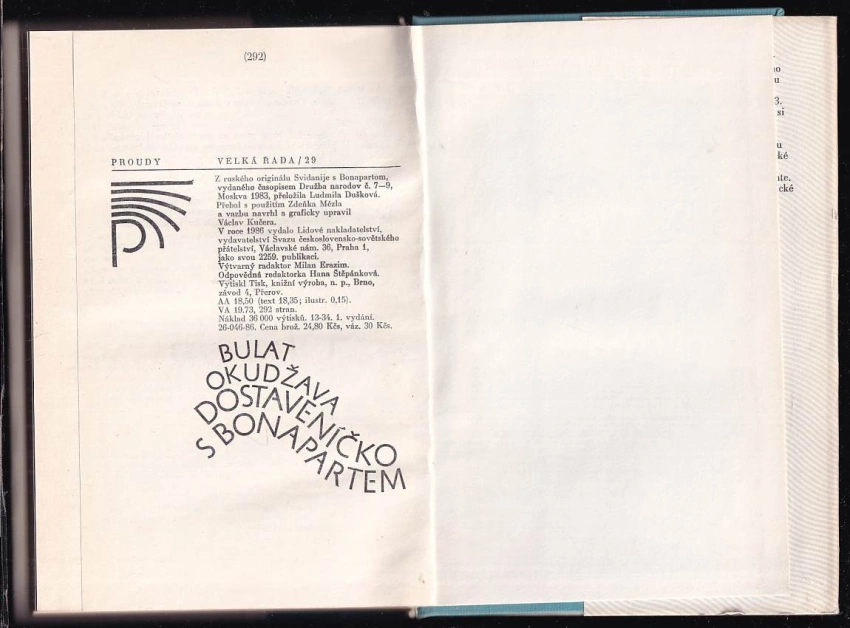 (292)
PROUDY VELKÁ ŘADA/29
Z ruského originálu Svidanije s Bonapartom,
vydaného časopisem Družba narodov č. 7—9,
Moskva 1983, přeložila Ludmila Dušková.
Přebal s použitím Zdeňka Mézla
a vazbu navrhl a graficky upravil
Václav Kučera.
V roce 1986 vydalo Lidové nakladatelství,
vydavatelství Svazu československo-sovětského
přátelství, Václavské nám. 36, Praha 1,
jako svou 2259. publikaci.
Výtvarný redaktor Milan Erazim.
Odpovědná redaktorka Hana Štěpánková.
Vytiskl Tisk, knižní výroba, n. p., Brno,
závod 4, Přerov.
AA 18,50 (text 18,35; ilustr. 0,15).
VA 19,73, 292 stran.
Náklad 36 000 výtisků. 13-34. 1. vydání.
26-046-86. Cena brož. 24,80 Kčs, váz. 30 Kčs.
BULAT
OKUDŽAVA
DOSTAVENÍČKO
S BONAPARTEM